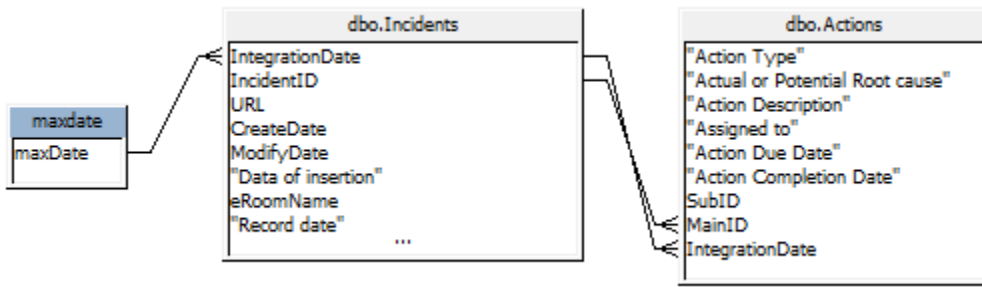 maxdate
maxDate
dbo.Incidents
IntegrationDate
IncidentID
URL
CreateDate
ModifyDate
"Data of insertion"
eRoomName
"Record date"
...
dbo.Actions
"Action Type"
"Actual or Potential Root cause"
"Action Description"
"Assigned to"
"Action Due Date"
"Action Completion Date"
SubID
MainID
IntegrationDate